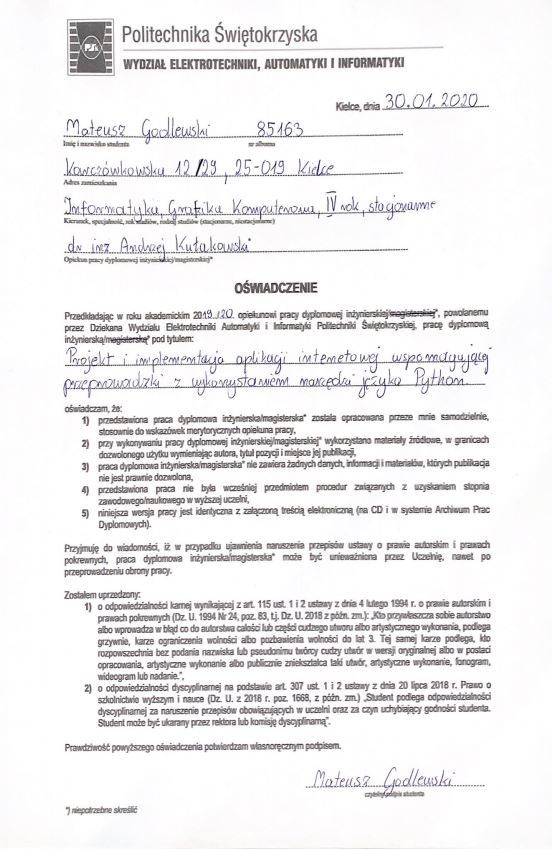 PŚk
Politechnika Świętokrzyska
WYDZIAŁ ELEKTROTECHNIKI, AUTOMATYKI I INFORMATYKI
Kielce, dnia 30.01.2020
Mateusz Godlewski 85163
Imię i nazwisko studenta nr albumu
Karczówkowska 12/29, 25-019 Kielce
Adres zamieszkania
Informatyka, Grafika Komputerowa, IV rok, stacjonarne
Kierunek, specjalność, rok studiów, rodzaj studiów (stacjonarne, niestacjonarne)
dr inż Andrzej Kułakowski
Opiekun pracy dyplomowej inżynierskiej/magisterskiej*
OŚWIADCZENIE
Przedkładając w roku akademickim 2019/20 opiekunowi pracy dyplomowej inżynierskiej/magisterskiej*, powołanemu
przez Dziekana Wydziału Elektrotechniki Automatyki i Informatyki Politechniki Świętokrzyskiej, pracę dyplomową
inżynierską/magisterską* pod tytułem:
Projekt i implementacja aplikacji internetowej wspomagającej
przeprowadzki z wykorzystaniem narzędzi języka Python.
oświadczam, że:
1) przedstawiona praca dyplomowa inżynierska/magisterska* została opracowana przeze mnie samodzielnie,
stosownie do wskazówek merytorycznych opiekuna pracy,
2) przy wykonywaniu pracy dyplomowej inżynierskiej/magisterskiej* wykorzystano materiały źródłowe, w granicach
dozwolonego użytku wymieniając autora, tytuł pozycji i miejsce jej publikacji,
3) praca dyplomowa inżynierska/magisterska* nie zawiera żadnych danych, informacji i materiałów, których publikacja
nie jest prawnie dozwolona,
4) przedstawiona praca nie była wcześniej przedmiotem procedur związanych z uzyskaniem stopnia
zawodowego/naukowego w wyższej uczelni,
5) niniejsza wersja pracy jest identyczna z załączoną treścią elektroniczną (na CD i w systemie Archiwum Prac
Dyplomowych).
Przyjmuję do wiadomości, iż w przypadku ujawnienia naruszenia przepisów ustawy o prawie autorskim i prawach
pokrewnych, praca dyplomowa inżynierska/magisterska* może być unieważniona przez Uczelnię, nawet po
przeprowadzeniu obrony pracy.
Zostałem uprzedzony:
1) o odpowiedzialności karnej wynikającej z art. 115 ust. 1 i 2 ustawy z dnia 4 lutego 1994 r. o prawie autorskim i
prawach pokrewnych (Dz. U. 1994 Nr 24, poz. 83, t.j. Dz. U. 2018 z późn. zm.): „Kto przywłaszcza sobie autorstwo
albo wprowadza w błąd co do autorstwa całości lub części cudzego utworu albo artystycznego wykonania, podlega
grzywnie, karze ograniczenia wolności albo pozbawienia wolności do lat 3. Tej samej karze podlega, kto
rozpowszechnia bez podania nazwiska lub pseudonimu twórcy cudzy utwór w wersji oryginalnej albo w postaci
opracowania, artystyczne wykonanie albo publicznie zniekształca taki utwór, artystyczne wykonanie, fonogram,
wideogram lub nadanie.”,
2) o odpowiedzialności dyscyplinarnej na podstawie art. 307 ust. 1 i 2 ustawy z dnia 20 lipca 2018 r. Prawo o
szkolnictwie wyższym i nauce (Dz. U. z 2018 r. poz. 1668, z późn. zm.) „Student podlega odpowiedzialności
dyscyplinarnej za naruszenie przepisów obowiązujących w uczelni oraz za czyn uchybiający godności studenta.
Student może być ukarany przez rektora lub komisję dyscyplinarną”.
Prawdziwość powyższego oświadczenia potwierdzam własnoręcznym podpisem.
Mateusz Godlewski
czytelny podpis studenta
*) niepotrzebne skreślić